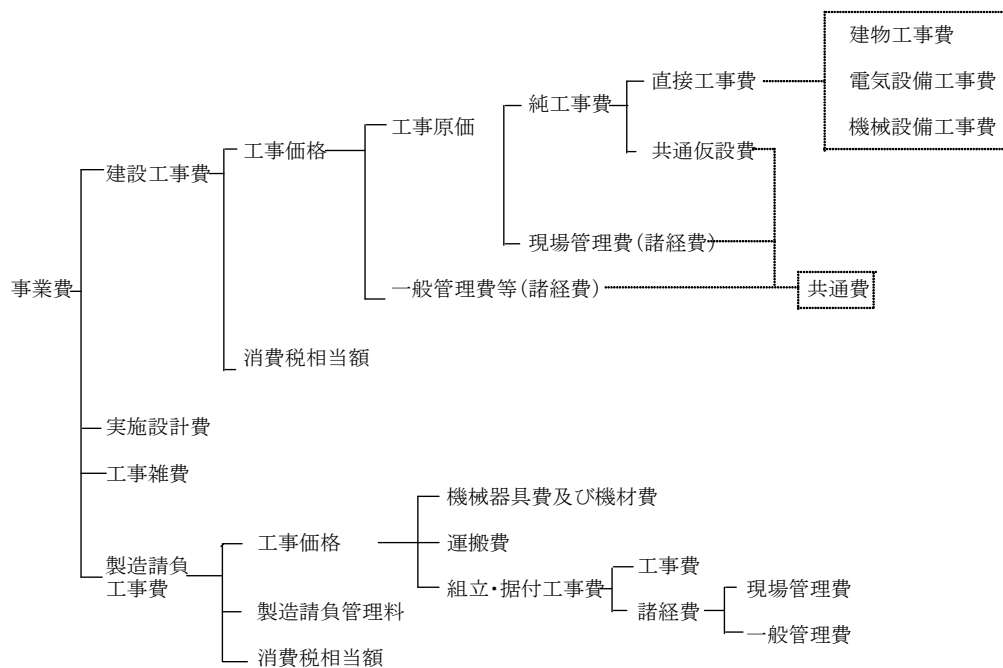 建物工事費
直接工事費
電気設備工事費
純工事費
工事原価
機械設備工事費
工事価格
共通仮設費
建設工事費
現場管理費(諸経費)
事業費
一般管理費等(諸経費)
共通費
消費税相当額
実施設計費
工事雑費
機械器具費及び機材費
工事価格
運搬費
製造請負
工事費
組立・据付工事費
工事費
現場管理費
製造請負管理料
諸経費
一般管理費
消費税相当額